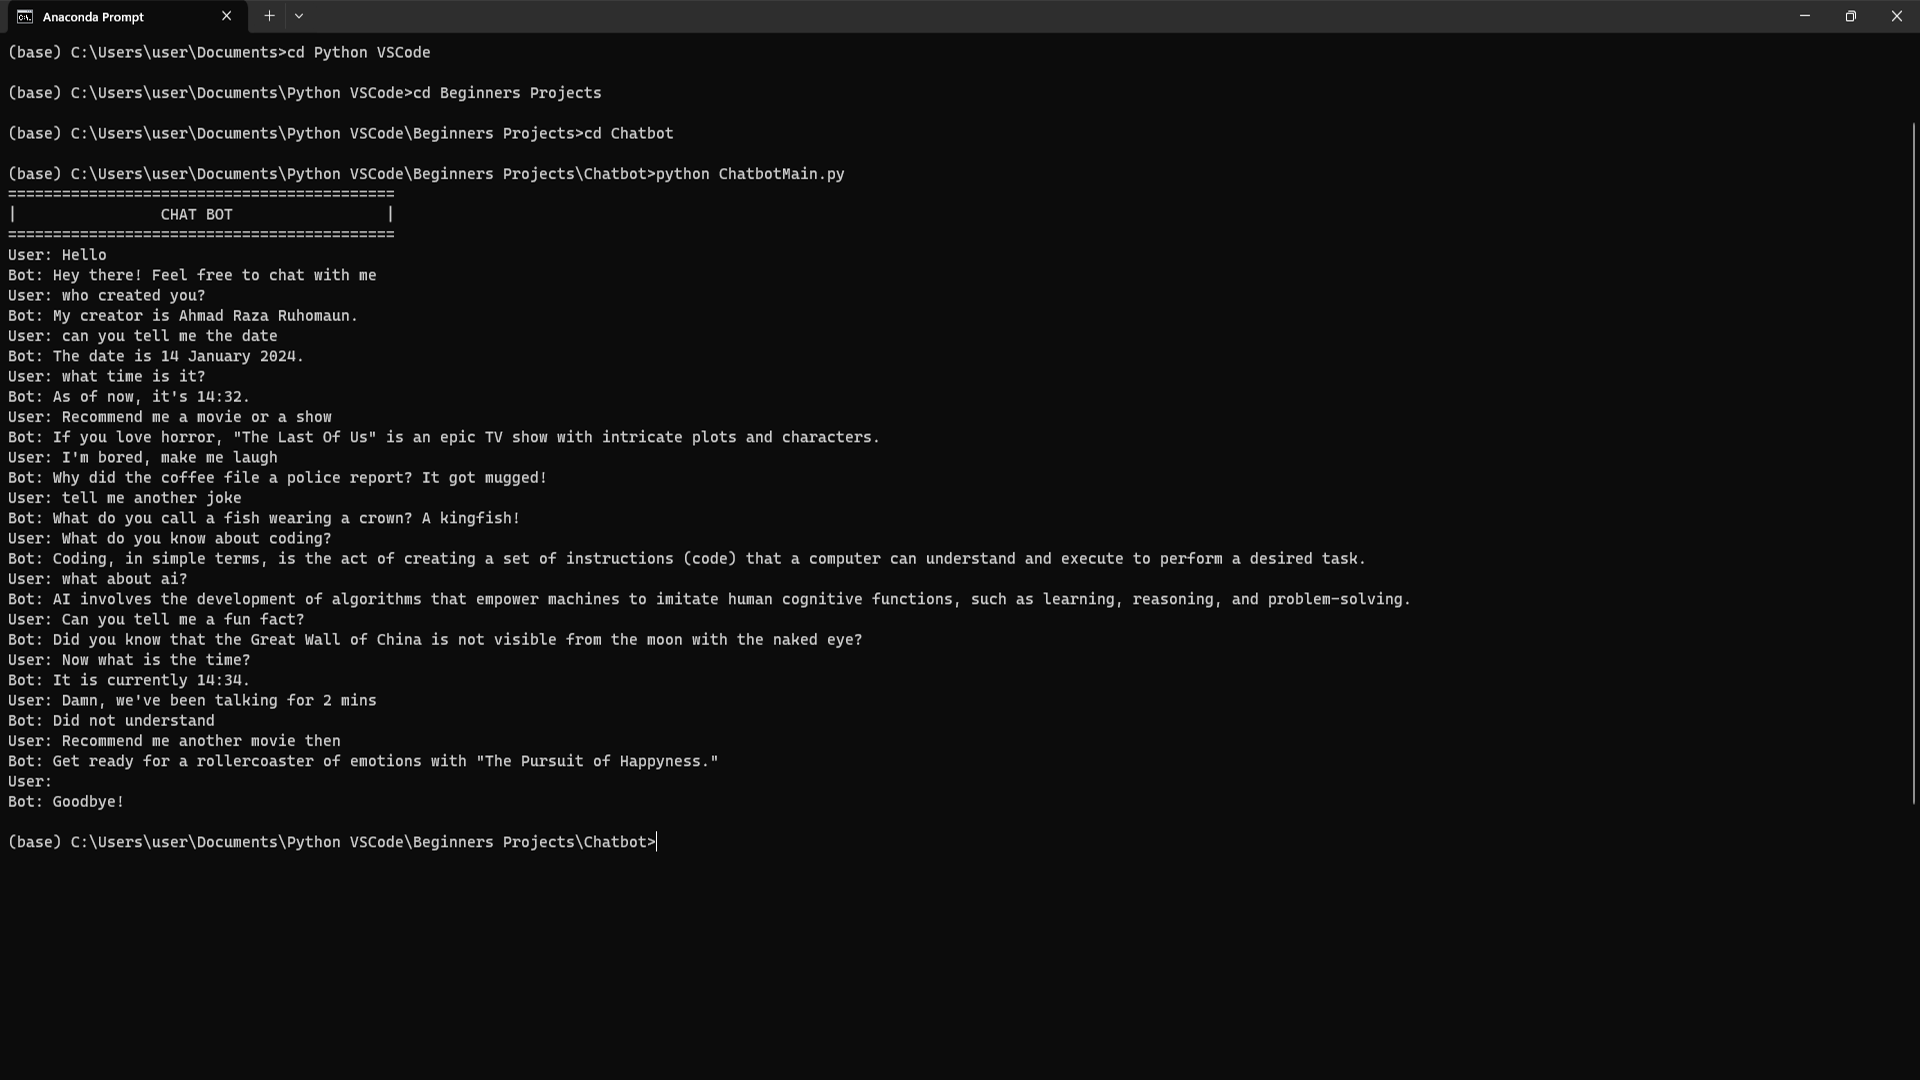 Anaconda Prompt
(base) C:\Users\user\Documents>cd Python VSCode
(base) C:\Users\user\Documents\Python VSCode>cd Beginners Projects
(base) C:\Users\user\Documents\Python VSCode\Beginners Projects>cd Chatbot
(base) C:\Users\user\Documents\Python VSCode\Beginners Projects\Chatbot>python ChatbotMain.py
===========================================
|                CHAT BOT                 |
===========================================
User: Hello
Bot: Hey there! Feel free to chat with me
User: who created you?
Bot: My creator is Ahmad Raza Ruhomaun.
User: can you tell me the date
Bot: The date is 14 January 2024.
User: what time is it?
Bot: As of now, it's 14:32.
User: Recommend me a movie or a show
Bot: If you love horror, "The Last Of Us" is an epic TV show with intricate plots and characters.
User: I'm bored, make me laugh
Bot: Why did the coffee file a police report? It got mugged!
User: tell me another joke
Bot: What do you call a fish wearing a crown? A kingfish!
User: What do you know about coding?
Bot: Coding, in simple terms, is the act of creating a set of instructions (code) that a computer can understand and execute to perform a desired task.
User: what about ai?
Bot: AI involves the development of algorithms that empower machines to imitate human cognitive functions, such as learning, reasoning, and problem-solving.
User: Can you tell me a fun fact?
Bot: Did you know that the Great Wall of China is not visible from the moon with the naked eye?
User: Now what is the time?
Bot: It is currently 14:34.
User: Damn, we've been talking for 2 mins
Bot: Did not understand
User: Recommend me another movie then
Bot: Get ready for a rollercoaster of emotions with "The Pursuit of Happyness."
User:
Bot: Goodbye!
(base) C:\Users\user\Documents\Python VSCode\Beginners Projects\Chatbot>